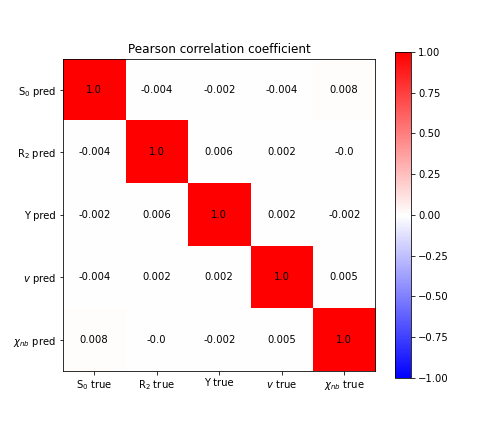 Pearson correlation coefficient
S₀ pred 1.0 -0.004 -0.002 -0.004 0.008
R₂ pred -0.004 1.0 0.006 0.002 -0.0
Y pred -0.002 0.006 1.0 0.002 -0.002
v pred -0.004 0.002 0.002 1.0 0.005
χnb pred 0.008 -0.0 -0.002 0.005 1.0
S₀ true R₂ true Y true v true χnb true
1.00
0.75
0.50
0.25
0.00
−0.25
−0.50
−0.75
−1.00